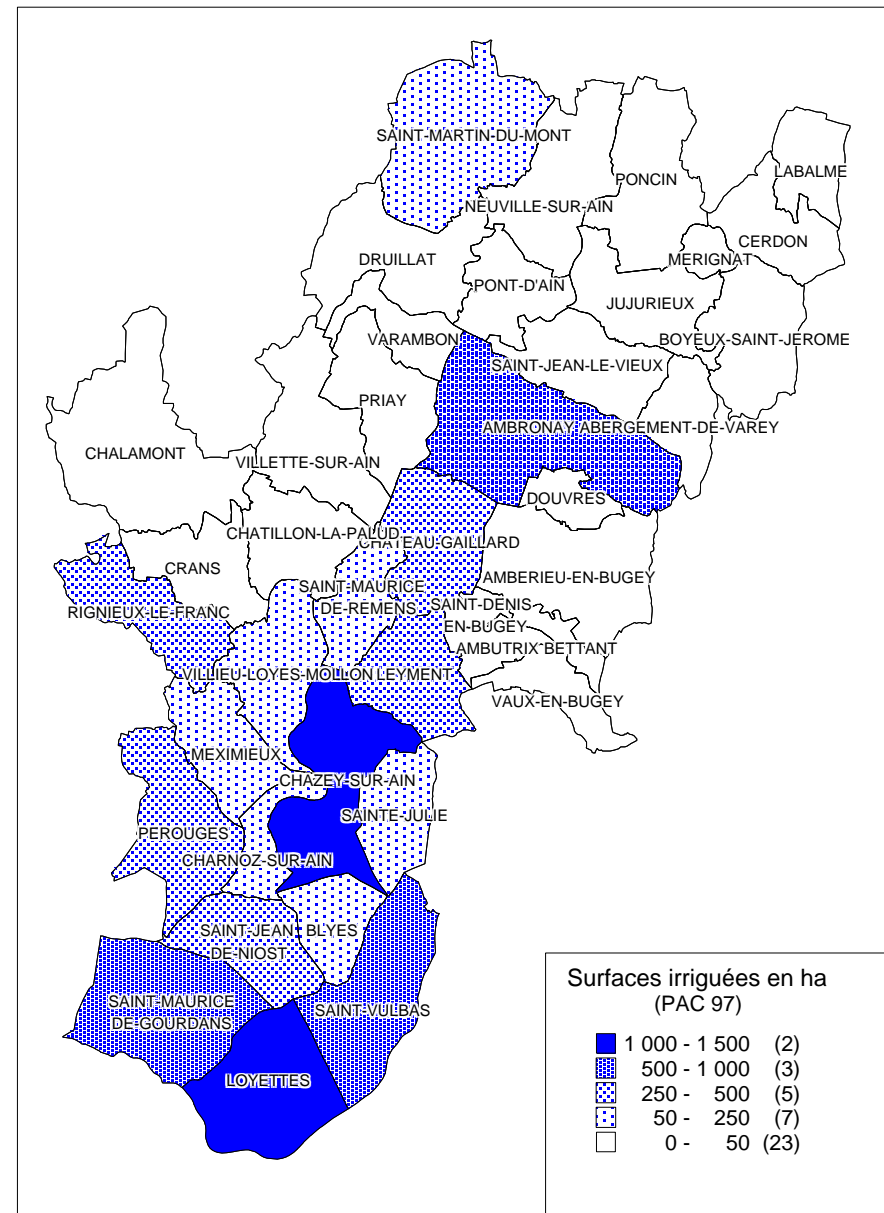 SAINT-MARTIN-DU-MONT
LABALME
PONCIN
NEUVILLE-SUR-AIN
CERDON
DRUILLAT
MERIGNAT
PONT-D'AIN
JUJURIEUX
VARAMBON
BOYEUX-SAINT-JEROME
SAINT-JEAN-LE-VIEUX
PRIAY
AMBRONAY
ABERGEMENT-DE-VAREY
CHALAMONT
VILLETTE-SUR-AIN
DOUVRES
CHATILLON-LA-PALUD
CHATEAU-GAILLARD
CRANS
AMBERIEU-EN-BUGEY
SAINT-MAURICE
DE-REMENS
SAINT-DENIS
EN-BUGEY
RIGNIEUX-LE-FRANC
AMBUTRIX
BETTANT
VILLIEU-LOYES-MOLLON
LEYMENT
VAUX-EN-BUGEY
MEXIMIEUX
CHAZEY-SUR-AIN
SAINTE-JULIE
PEROUGES
CHARNOZ-SUR-AIN
SAINT-JEAN
DE-NIOST
BLYES
SAINT-MAURICE
DE-GOURDANS
SAINT-VULBAS
LOYETTES
Surfaces irriguées en ha
(PAC 97)
1 000 - 1 500 (2)
500 - 1 000 (3)
250 - 500 (5)
50 - 250 (7)
0 - 50 (23)